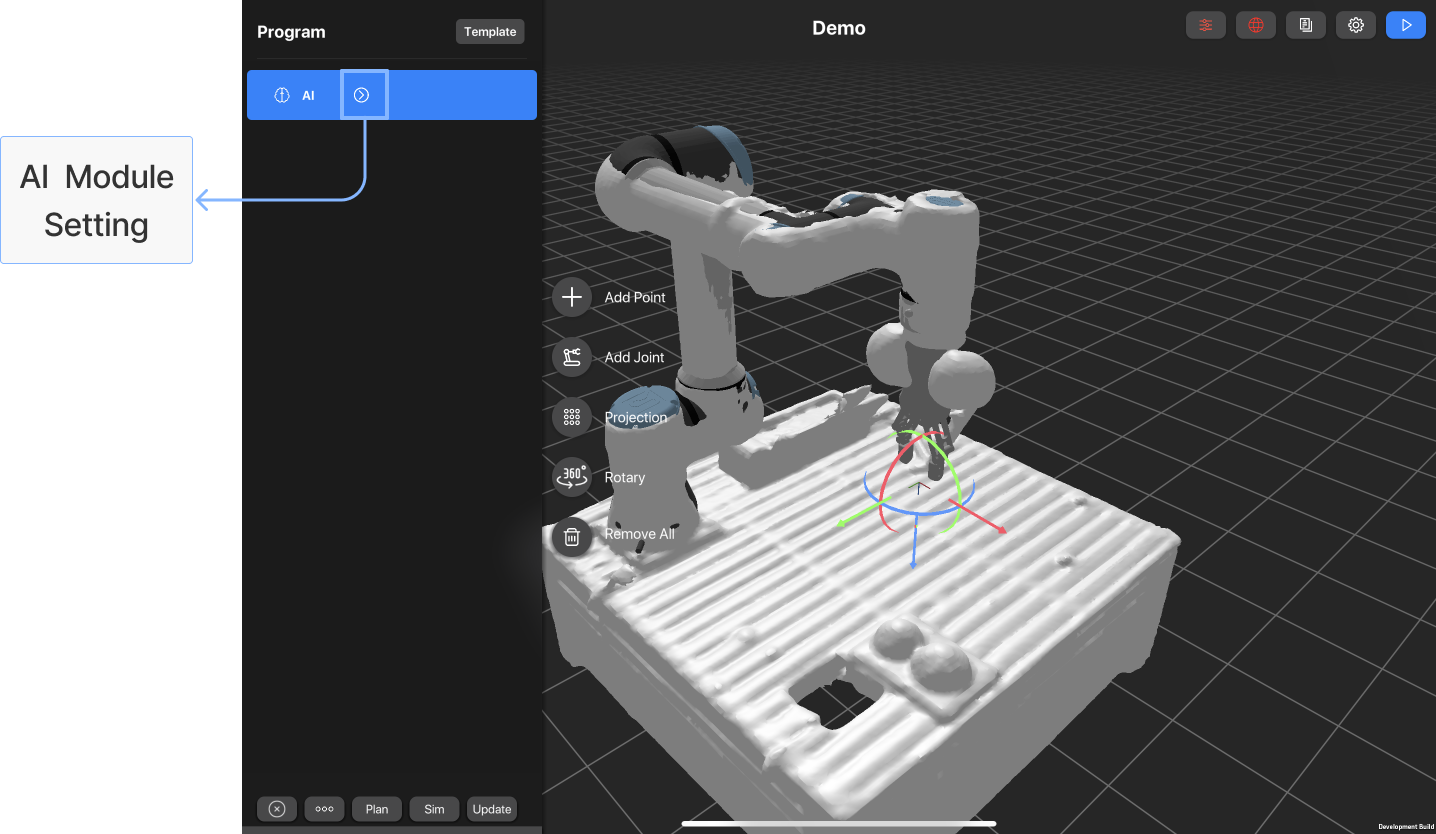 Program
Template
Demo
AI
AI Module
Setting
Add Point
Add Joint
Projection
360°
Rotary
Remove All
Plan
Sim
Update
Development Build